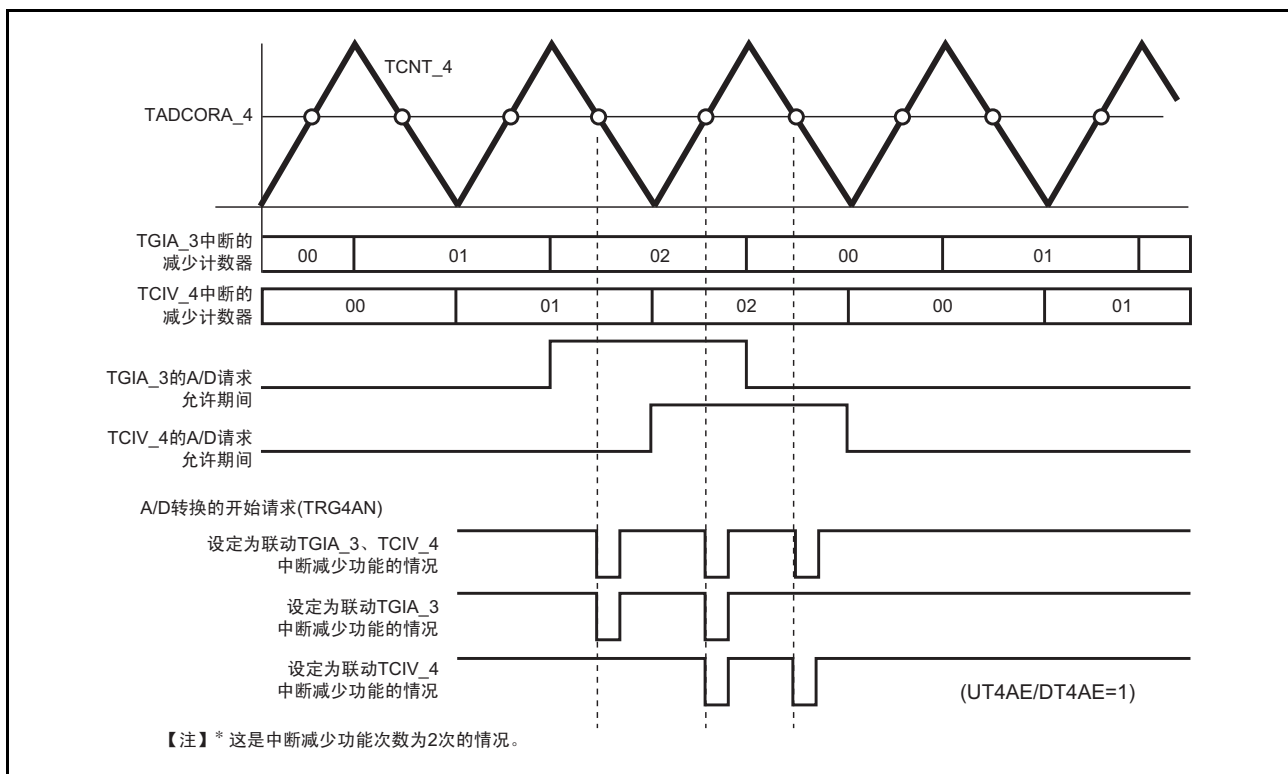 TCNT_4
TADCORA_4
TGIA_3中断的
减少计数器
00
01
02
00
01
TCIV_4中断的
减少计数器
00
01
02
00
01
TGIA_3的A/D请求
允许期间
TCIV_4的A/D请求
允许期间
A/D转换的开始请求(TRG4AN)
设定为联动TGIA_3、TCIV_4
中断减少功能的情况
设定为联动TGIA_3
中断减少功能的情况
设定为联动TCIV_4
中断减少功能的情况
(UT4AE/DT4AE=1)
【注】* 这是中断减少功能次数为2次的情况。